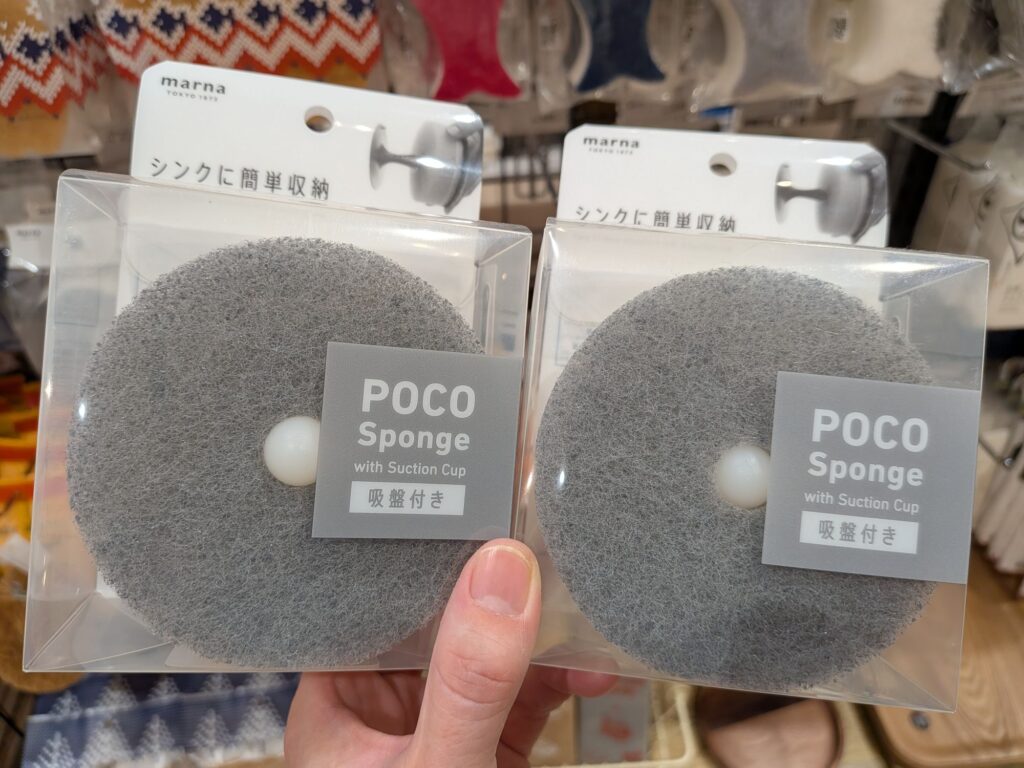 marna
TOKYO 1872
シンクに簡単収納
POCO
Sponge
with Suction Cup
吸盤付き
marna
TOKYO 1872
シンクに簡単収納
POCO
Sponge
with Suction Cup
吸盤付き